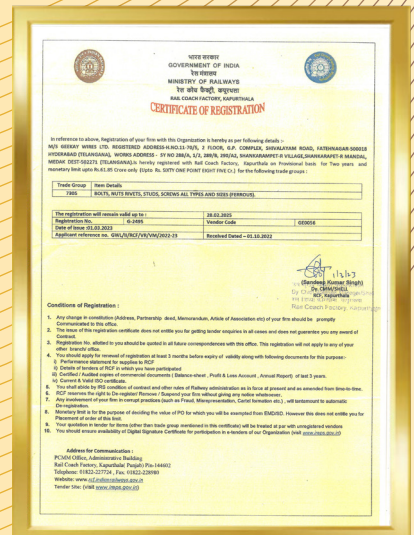 भारत सरकार
GOVERNMENT OF INDIA
रेल मंत्रालय
MINISTRY OF RAILWAYS
रेल कोच फैक्ट्री, कपूरथला
RAIL COACH FACTORY, KAPURTHALA
CERTIFICATE OF REGISTRATION
In reference to above, Registration of your firm with this Organization is hereby as per following details :-
M/S GEEKAY WIRES LTD. REGISTERED ADDRESS-H.NO.11-70/5, 2 FLOOR, G.P. COMPLEX, SHIVALAYAM ROAD, FATEHNAGAR-500018
HYDERABAD (TELANGANA), WORKS ADDRESS - SY NO 288/A, 1/2, 289/B, 290/A2, SHANKARAMPET-R VILLAGE,SHANKARAPET-R MANDAL,
MEDAK DIST-502271 (TELANGANA).is hereby registered with Rail Coach Factory, Kapurthala on Provisional basis for Two years and
manetory limit upto Rs.61.85 Crore only (Upto Rs. SIXTY ONE POINT EIGHT FIVE Cr.) for the following trade groups :
Trade Group Item Details
7305 BOLTS, NUTS RIVETS, STUDS, SCREWS ALL TYPES AND SIZES (FERROUS).
The registration will remain valid up to : 28.02.2025
Registration No. G-2495 Vendor Code GE0058
Date of Issue :01.03.2023
Applicant reference no. GWL/S/RCF/VR/VM/2022-23 Received Dated – 01.10.2022
1/3/23
(Sandeep Kumar Singh)
Dy. CMM/SHELL
RCF, Kapurthala
Rail Coach Factory, Kapurthala
Conditions of Registration :
1. Any change in constitution (Address, Partnership deed, Memorandum, Article of Association etc) of your firm should be promptly
Communicated to this office.
2. The issue of this registration certificate does not entitle you for getting tender enquiries in all cases and does not guarantee you any award of
Contract.
3. Registration No. allotted to you should be quoted in all future correspondences with this office. This registration will not apply to any of your
other branch/ office.
4. You should apply for renewal of registration at least 3 months before expiry of validity along with following documents for this purpose:-
i) Performance statement for supplies to RCF
ii) Details of tenders of RCF in which you have participated
iii) Certified / Audited copies of commercial documents ( Balance-sheet , Profit & Loss Account , Annual Report) of last 3 years.
iv) Current & Valid ISO certificate.
5. You shall abide by IRS condition of contract and other rules of Railway administration as in force at present and as amended from time-to-time.
6. RCF reserves the right to De-register/ Remove / Suspend your firm without giving any notice whatsoever.
7. Any involvement of your firm in corrupt practices (such as Fraud, Misrepresentation, Cartel formation etc.) , will tantamount to automatic
De-registration.
8. Monetary limit is for the purpose of deciding the value of PO for which you will be exempted from EMD/SD. However this does not entitle you for
Placement of order of this limit.
9. Your quotation in tender for items (other than trade group mentioned in this certificate) will be treated at par with unregistered vendors
10. You should ensure availability of Digital Signature Certificate for participation in e-tenders of our Organization (visit www.ireps.gov.in)
Address for Communication :
PCMM Office, Administrative Building
Rail Coach Factory, Kapurthala( Punjab) Pin-144602
Telephone: 01822-227724 , Fax. 01822-228980
Website: www.rcf.indianrailways.gov.in
Tender Site: (visit www.ireps.gov.in)